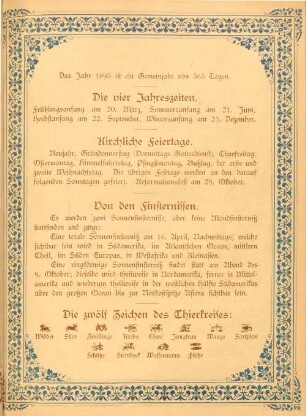 Das Jahr 1893 ist ein Gemeinjahr von 365 Tagen.
Die vier Jahreszeiten.
Frühlingsanfang am 20. März, Sommersanfang am 21. Juni,
Herbstanfang am 22. September, Wintersanfang am 21. Dezember.
Kirchliche Feiertage.
Neujahr, Gründonnerstag (Vormittags Gottesdienst), Charfreitag,
Ostermontag, Himmelfahrtstag, Pfingstmontag, Bußtag; der erste und
zweite Weihnachtstag. Die übrigen Festtage werden an den darauf
folgenden Sonntagen gefeiert. Reformationsfest am 29. Oktober.
Von den Finsternissen.
Es werden zwei Sonnenfinsternisse, aber keine Mondfinsterniß
stattfinden und zwar:
Eine totale Sonnenfinsterniß am 16. April, Nachmittags, welche
sichtbar sein wird in Südamerika, im Atlantischen Ocean, mittleren
Theil, im Süden Europas, in Westafrika und Kleinasien.
Eine ringförmige Sonnenfinsterniß findet statt am Abend des
9. Oktober; dieselbe wird theilweise in Nordamerika, ferner in Mittel-
amerika und wiederum theilweise in der westlichen Hälfte Südamerikas
über den großen Ocean bis zur Nordostspitze Asiens sichtbar sein.
Die zwölf Zeichen des Thierkreises:
Widder Stier Zwillinge Krebs Löwe Jungfrau Waage Scorpion
Schütze Steinbock Wassermann Fische